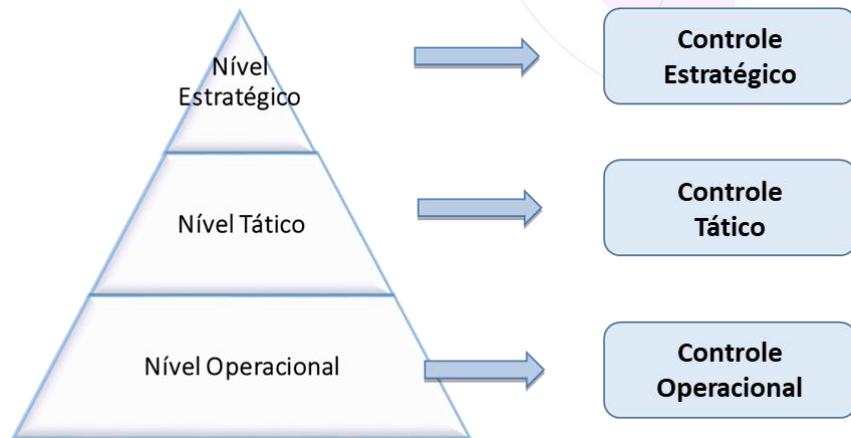 Nível
Estratégico
Controle
Estratégico
Nível Tático
Controle
Tático
Nível Operacional
Controle
Operacional